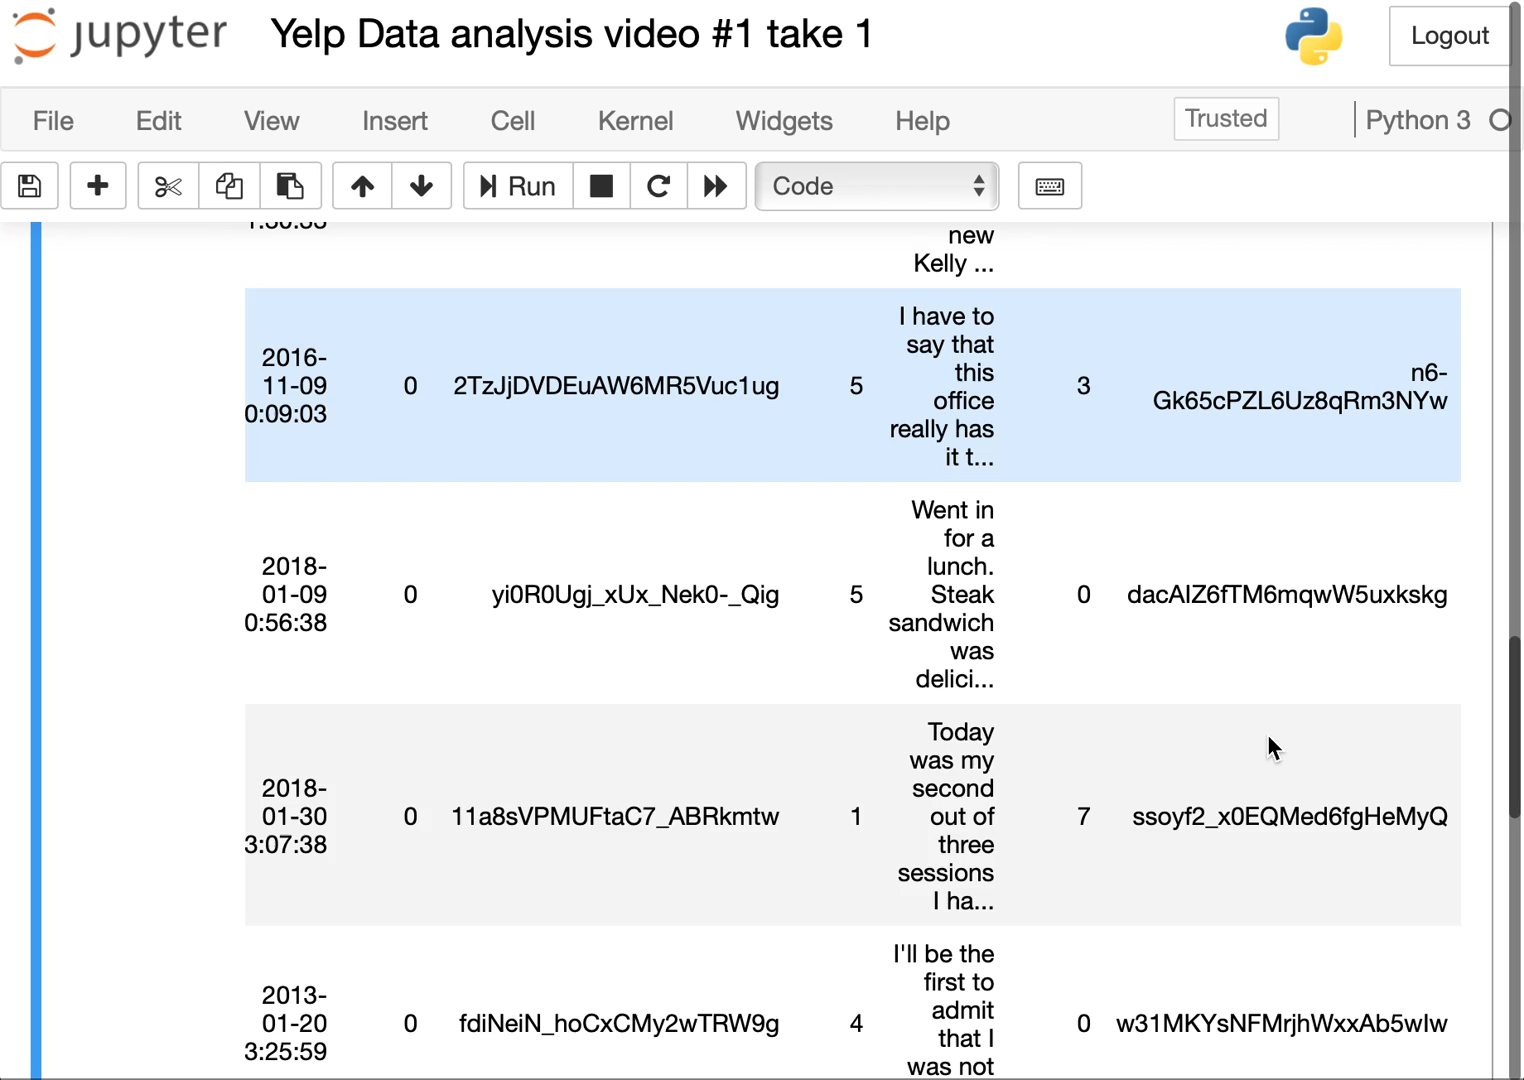 jupyter
Yelp Data analysis video #1 take 1
Logout
File
Edit
View
Insert
Cell
Kernel
Widgets
Help
Trusted
Python 3
Run
Code
new
Kelly ...
2016-
11-09
0:09:03
0
2TzJjDVDEuAW6MR5Vuc1ug
5
I have to
say that
this
office
really has
it t...
3
n6-
Gk65cPZL6Uz8qRm3NYw
2018-
01-09
0:56:38
0
yi0R0Ugj_xUx_Nek0-_Qig
5
Went in
for a
lunch.
Steak
sandwich
was
delici...
0
dacAIZ6fTM6mqwW5uxkskg
2018-
01-30
3:07:38
0
11a8sVPMUFtaC7_ABRkmtw
1
Today
was my
second
out of
three
sessions
I ha...
7
ssoyf2_x0EQMed6fgHeMyQ
2013-
01-20
3:25:59
0
fdiNeiN_hoCxCMy2wTRW9g
4
I'll be the
first to
admit
that I
was not
0
w31MKYsNFMrjhWxxAb5wIw